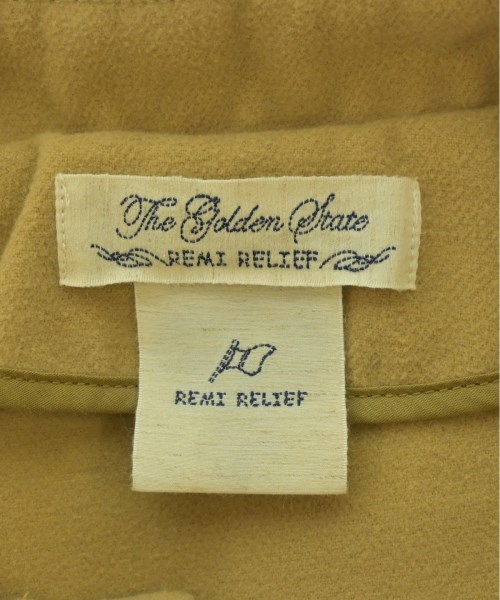 The Golden State
REMI RELIEF
REMI RELIEF